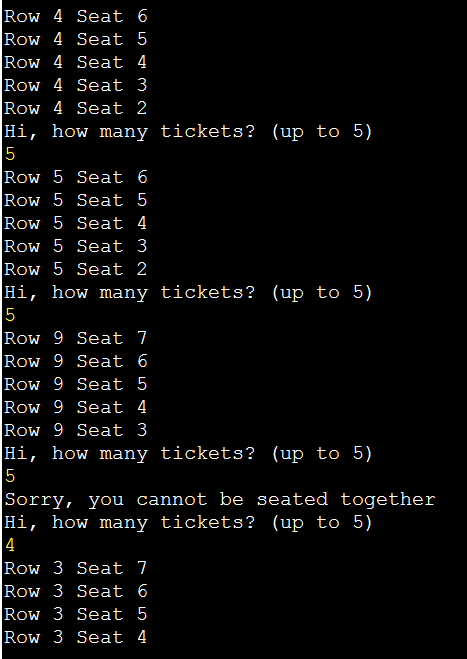 Row 4 Seat 6
Row 4 Seat 5
Row 4 Seat 4
Row 4 Seat 3
Row 4 Seat 2
Hi, how many tickets? (up to 5)
5
Row 5 Seat 6
Row 5 Seat 5
Row 5 Seat 4
Row 5 Seat 3
Row 5 Seat 2
Hi, how many tickets? (up to 5)
5
Row 9 Seat 7
Row 9 Seat 6
Row 9 Seat 5
Row 9 Seat 4
Row 9 Seat 3
Hi, how many tickets? (up to 5)
5
Sorry, you cannot be seated together
Hi, how many tickets? (up to 5)
4
Row 3 Seat 7
Row 3 Seat 6
Row 3 Seat 5
Row 3 Seat 4